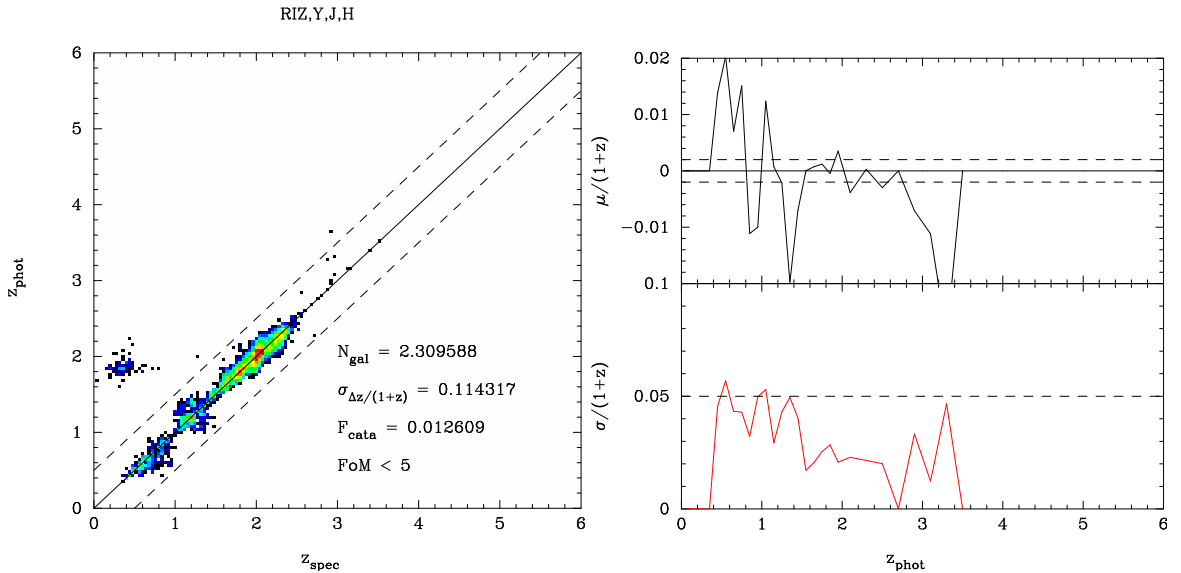 RIZ,Y,J,H
6
5
4
3
2
1
0
0 1 2 3 4 5 6
z_phot
z_spec
N_gal = 2.309588
σ_Δz/(1+z) = 0.114317
F_cata = 0.012609
FoM < 5
0.02
0.01
0
−0.01
μ/(1+z)
0.1
0.05
0
σ/(1+z)
0 1 2 3 4 5 6
z_phot